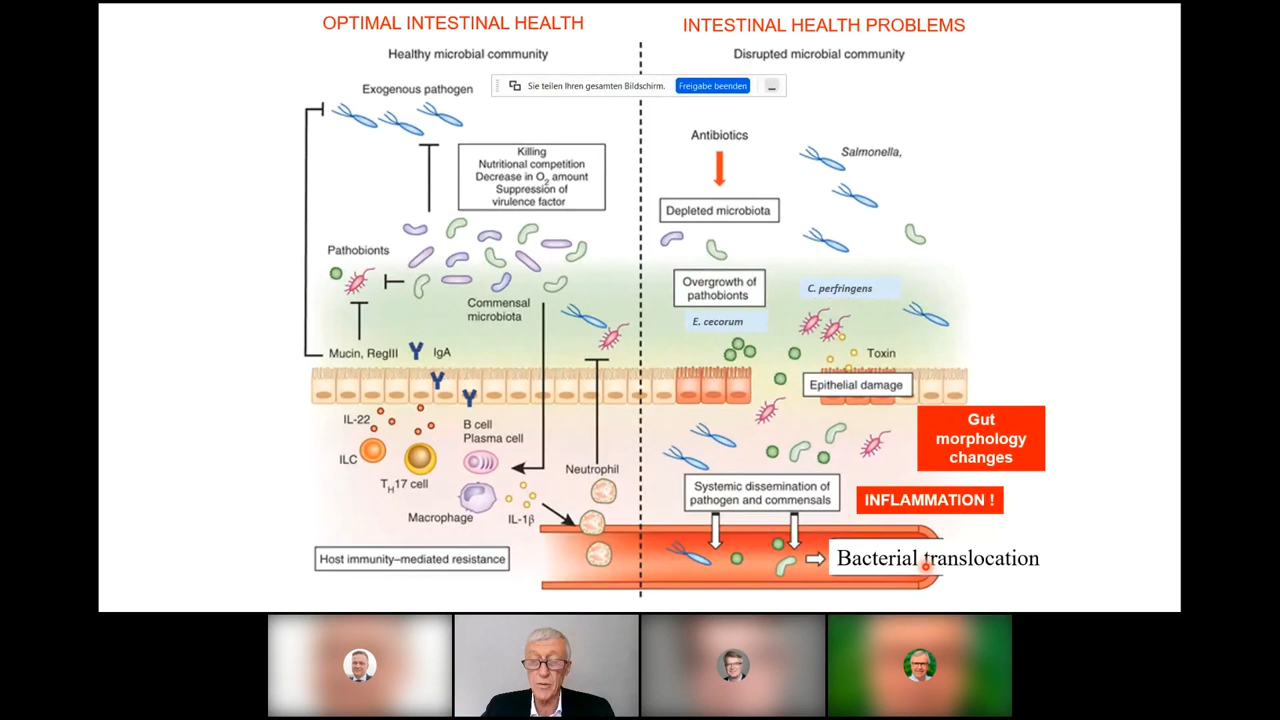 OPTIMAL INTESTINAL HEALTH
Healthy microbial community
Exogenous pathogen
Killing
Nutritional competition
Decrease in O2 amount
Suppression of
virulence factor
Pathobionts
Commensal
microbiota
Mucin, RegIII
IgA
IL-22
ILC
TH17 cell
B cell
Plasma cell
Macrophage
IL-1β
Neutrophil
Host immunity–mediated resistance
Sie teilen Ihren gesamten Bildschirm.
Freigabe beenden
INTESTINAL HEALTH PROBLEMS
Disrupted microbial community
Antibiotics
Salmonella,
Depleted microbiota
Overgrowth of
pathobionts
C. perfringens
E. cecorum
Toxin
Epithelial damage
Gut
morphology
changes
Systemic dissemination of
pathogen and commensals
INFLAMMATION !
Bacterial translocation